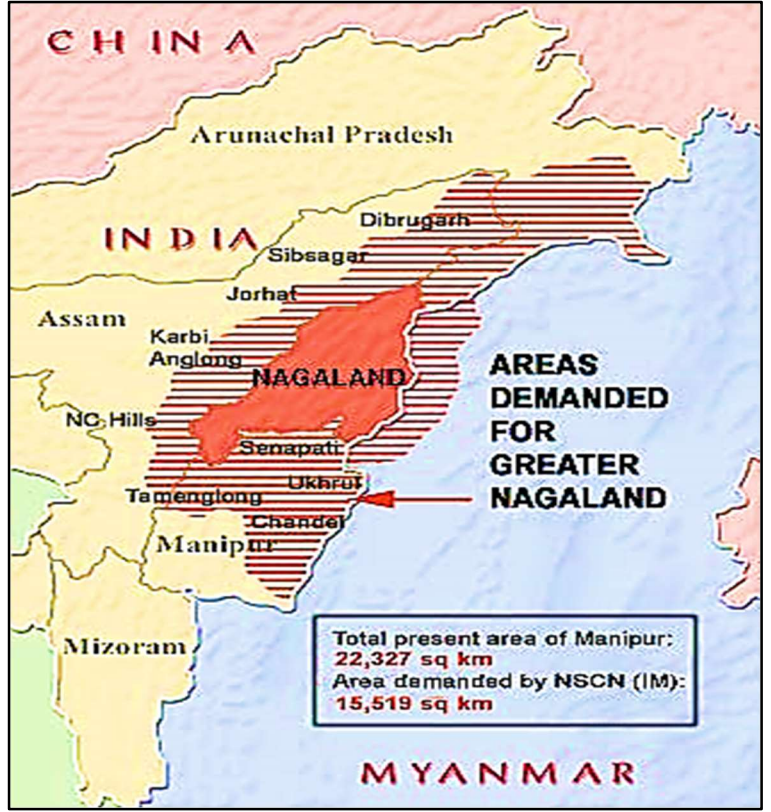 CHINA
Arunachal Pradesh
Dibrugarh
INDIA
Sibsagar
Jorhat
Assam
Karbi
Anglong
NAGALAND
AREAS
DEMANDED
FOR
GREATER
NAGALAND
NC Hills
Senapati
Ukhrul
Tamenglong
Chandel
Manipur
Mizoram
Total present area of Manipur:
22,327 sq km
Area demanded by NSCN (IM):
15,519 sq km
MYANMAR